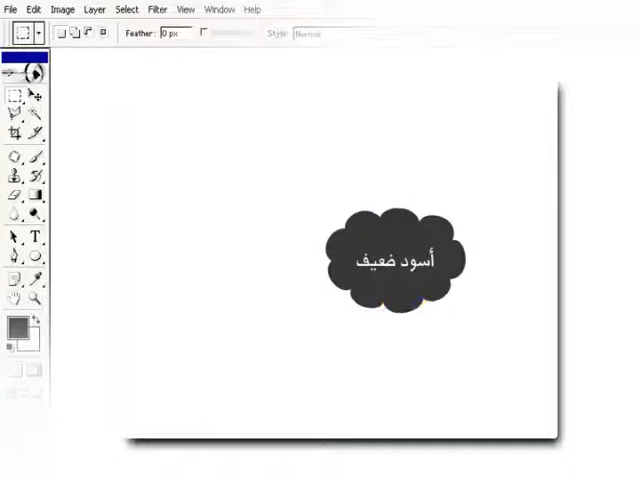 File Edit Image Layer Select Filter View Window Help
Feather: 0 px Style: Normal
أسود ضعيف